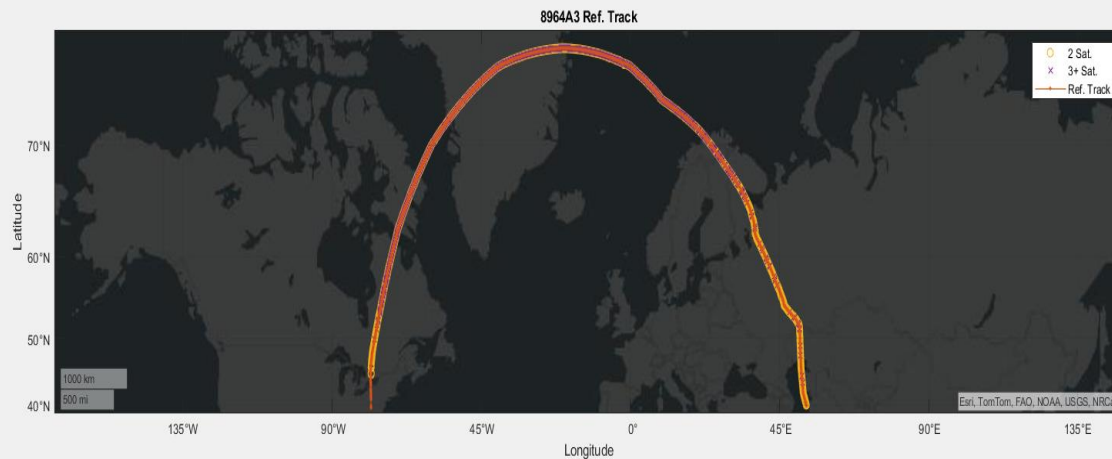 8964A3 Ref. Track
2 Sat.
3+ Sat.
Ref. Track
70°N
60°N
50°N
40°N
Latitude
1000 km
500 mi
Esri, TomTom, FAO, NOAA, USGS, NRCa
135°W
90°W
45°W
0°
45°E
90°E
135°E
Longitude